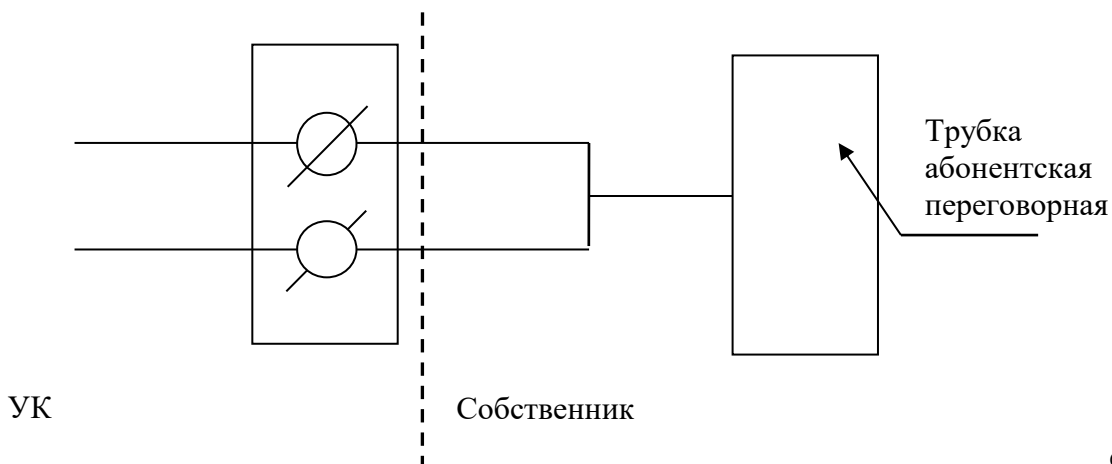 Трубка
абонентская
переговорная
УК
Собственник